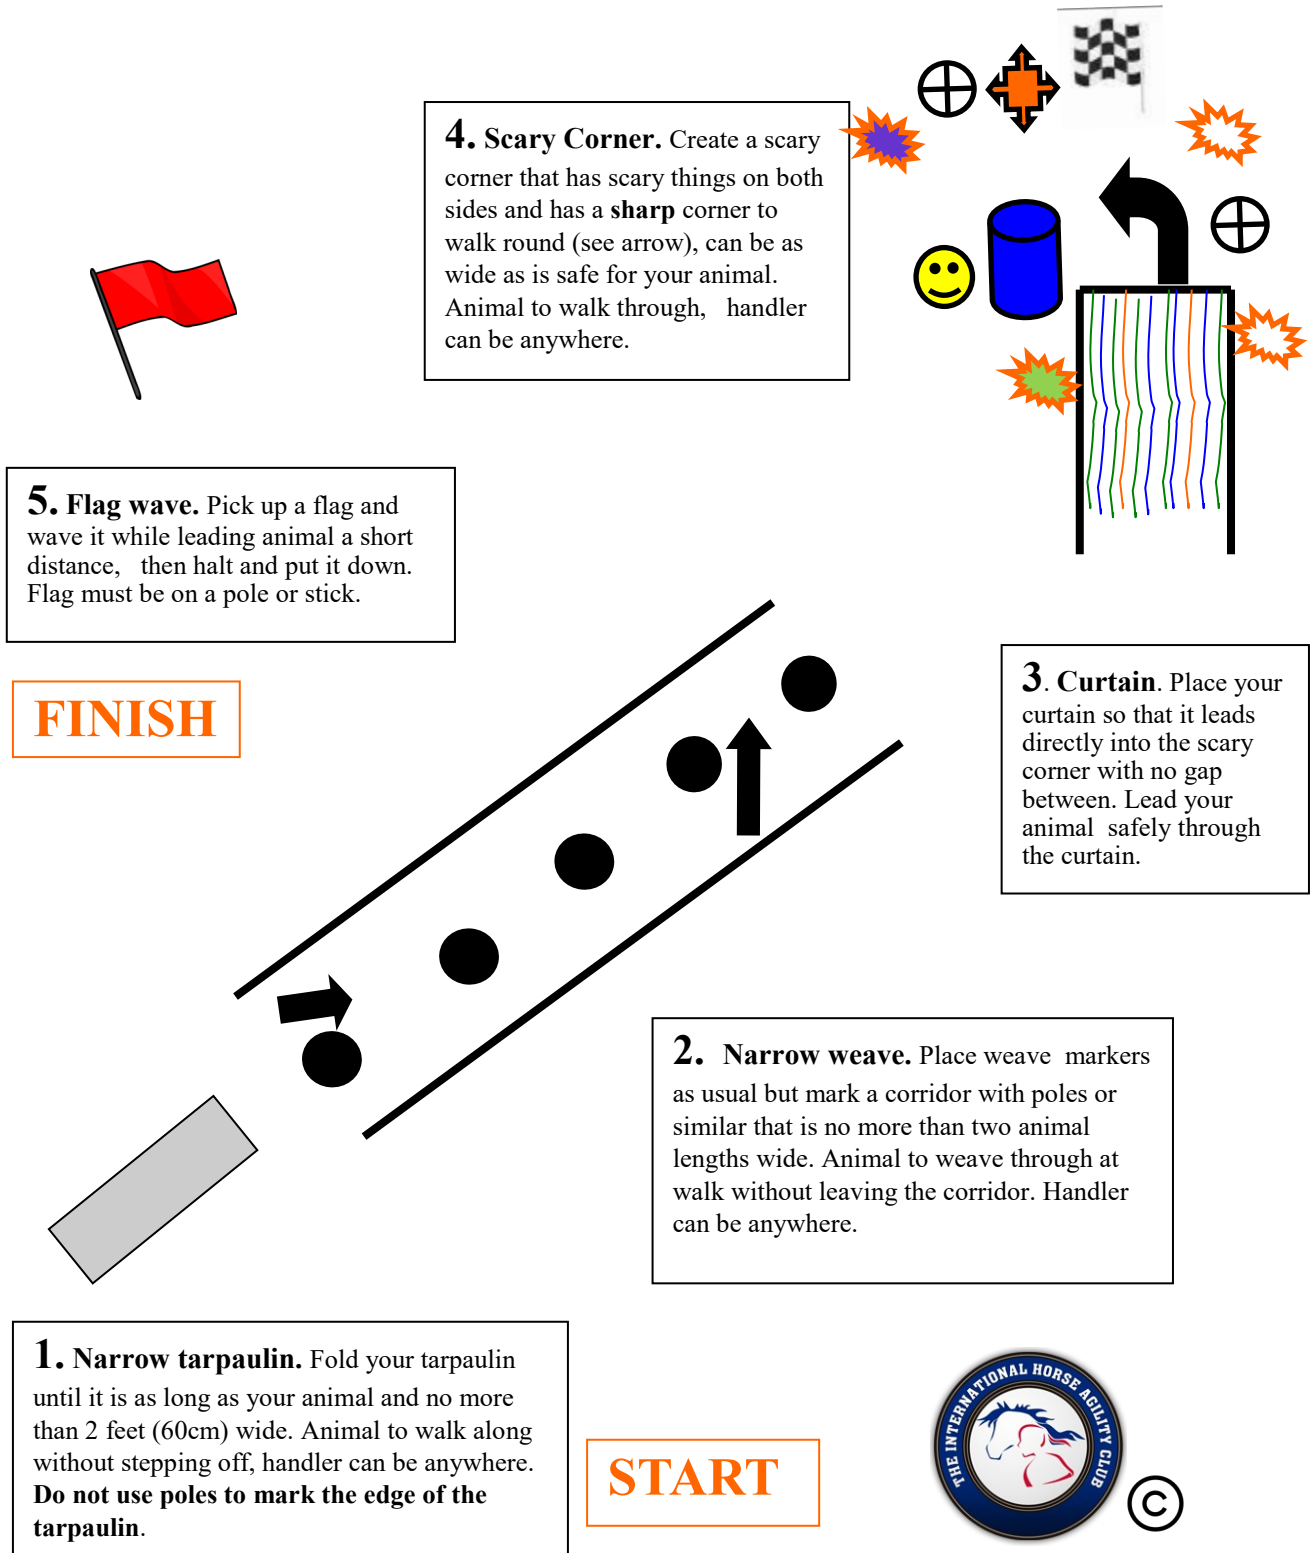 4. Scary Corner. Create a scary
corner that has scary things on both
sides and has a sharp corner to
walk round (see arrow), can be as
wide as is safe for your animal.
Animal to walk through, handler
can be anywhere.
5. Flag wave. Pick up a flag and
wave it while leading animal a short
distance, then halt and put it down.
Flag must be on a pole or stick.
FINISH
3. Curtain. Place your
curtain so that it leads
directly into the scary
corner with no gap
between. Lead your
animal safely through
the curtain.
2. Narrow weave. Place weave markers
as usual but mark a corridor with poles or
similar that is no more than two animal
lengths wide. Animal to weave through at
walk without leaving the corridor. Handler
can be anywhere.
1. Narrow tarpaulin. Fold your tarpaulin
until it is as long as your animal and no more
than 2 feet (60cm) wide. Animal to walk along
without stepping off, handler can be anywhere.
Do not use poles to mark the edge of the
tarpaulin.
START
THE INTERNATIONAL HORSE AGILITY CLUB
©